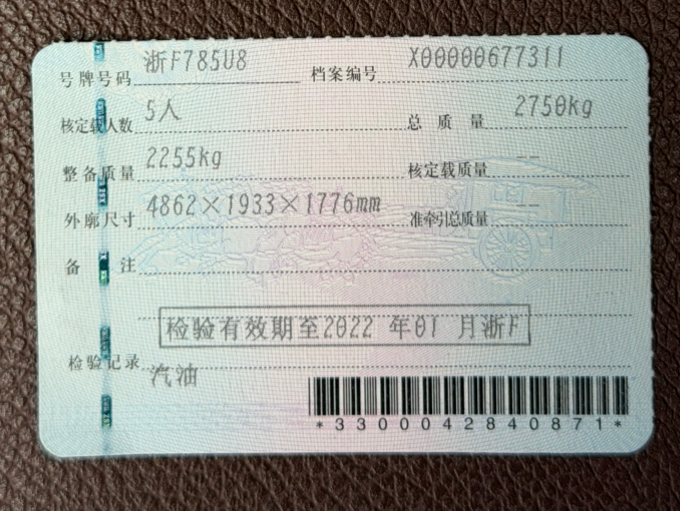 号牌号码 浙F785U8 档案编号 X00000677311
核定载人数 5人 总质量 2750kg
整备质量 2255kg 核定载质量 --
外廓尺寸 4862×1933×1776mm 准牵引总质量 --
备注
检验有效期至2022 年01 月浙F
检验记录
汽油
*3300042840871*